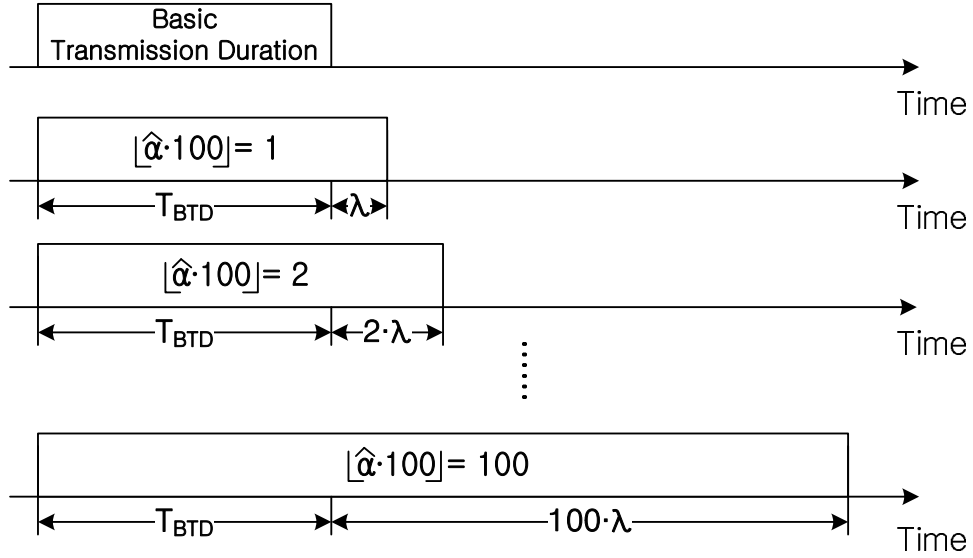 Basic
Transmission Duration
Time
⌊α̂·100⌋= 1
T_BTD
λ
Time
⌊α̂·100⌋= 2
T_BTD
2·λ
Time
⌊α̂·100⌋= 100
T_BTD
100·λ
Time